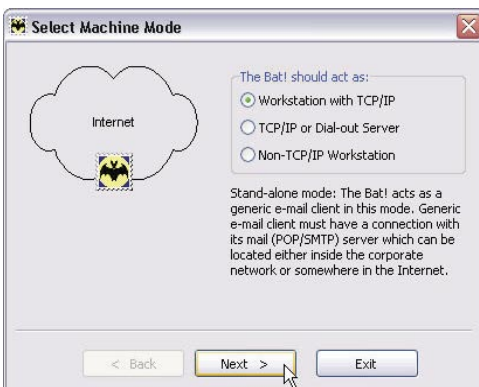 Select Machine Mode
Internet
The Bat! should act as:
Workstation with TCP/IP
TCP/IP or Dial-out Server
Non-TCP/IP Workstation
Stand-alone mode: The Bat! acts as a
generic e-mail client in this mode. Generic
e-mail client must have a connection with
its mail (POP/SMTP) server which can be
located either inside the corporate
network or somewhere in the Internet.
< Back
Next >
Exit